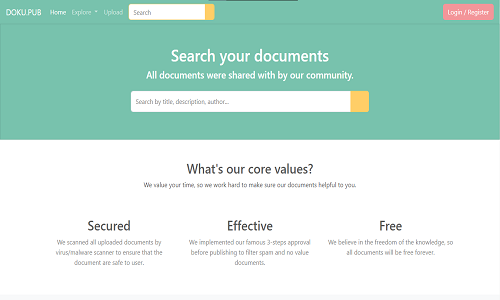 DOKU.PUB Home Explore Upload Search Login / Register
Search your documents
All documents were shared with by our community.
Search by title, description, author...
What's our core values?
We value your time, so we work hard to make sure our documents helpful to you.
Secured Effective Free
We scanned all uploaded documents by
virus/malware scanner to ensure that the
document are safe to user.
We implemented our famous 3-steps approval
before publishing to filter spam and no value
documents.
We believe in the freedom of the knowledge, so
all documents will be free forever.